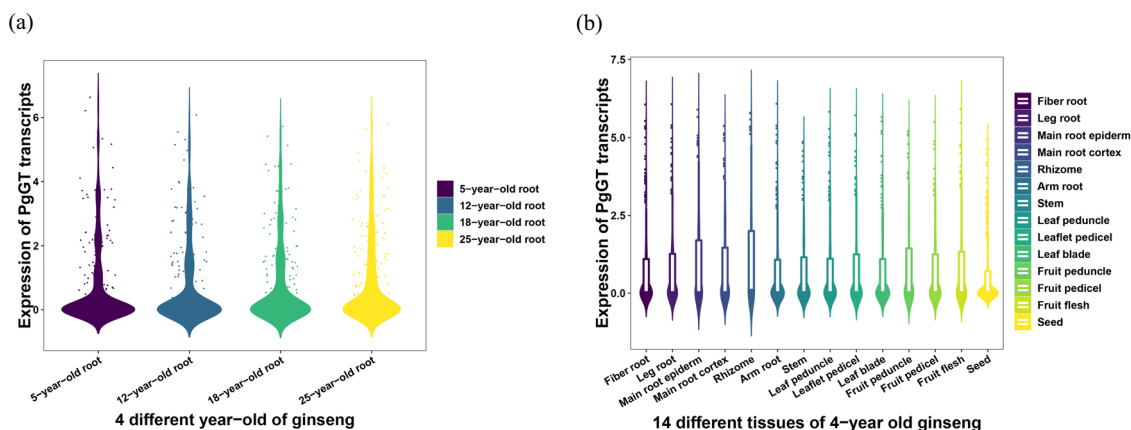 (a)
Expression of PgGT transcripts
6
4
2
0
5-year-old root
12-year-old root
18-year-old root
25-year-old root
4 different year-old of ginseng
5-year-old root
12-year-old root
18-year-old root
25-year-old root
(b)
Expression of PgGT transcripts
7.5
5.0
2.5
0.0
Fiber root
Leg root
Main root epiderm
Main root cortex
Rhizome
Arm root
Stem
Leaf peduncle
Leaflet pedicel
Leaf blade
Fruit peduncle
Fruit pedicel
Fruit flesh
Seed
14 different tissues of 4-year old ginseng
Fiber root
Leg root
Main root epiderm
Main root cortex
Rhizome
Arm root
Stem
Leaf peduncle
Leaflet pedicel
Leaf blade
Fruit peduncle
Fruit pedicel
Fruit flesh
Seed